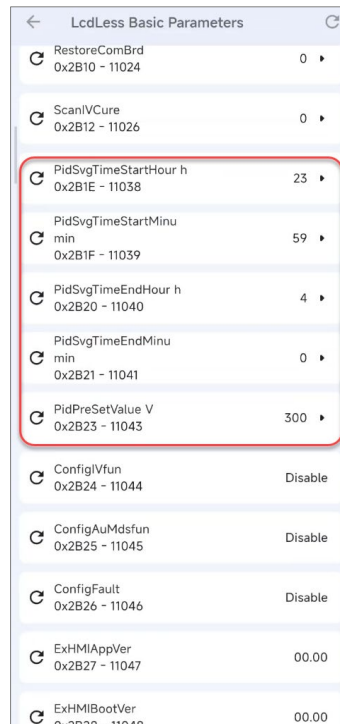 LcdLess Basic Parameters
RestoreComBrd
0x2B10 - 11024
0
ScanIVCure
0x2B12 - 11026
0
PidSvgTimeStartHour h
0x2B1E - 11038
23
PidSvgTimeStartMinu
min
0x2B1F - 11039
59
PidSvgTimeEndHour h
0x2B20 - 11040
4
PidSvgTimeEndMinu
min
0x2B21 - 11041
0
PidPreSetValue V
0x2B23 - 11043
300
ConfigIVfun
0x2B24 - 11044
Disable
ConfigAuMdsfun
0x2B25 - 11045
Disable
ConfigFault
0x2B26 - 11046
Disable
ExHMIAppVer
0x2B27 - 11047
00.00
ExHMIBootVer
00.00